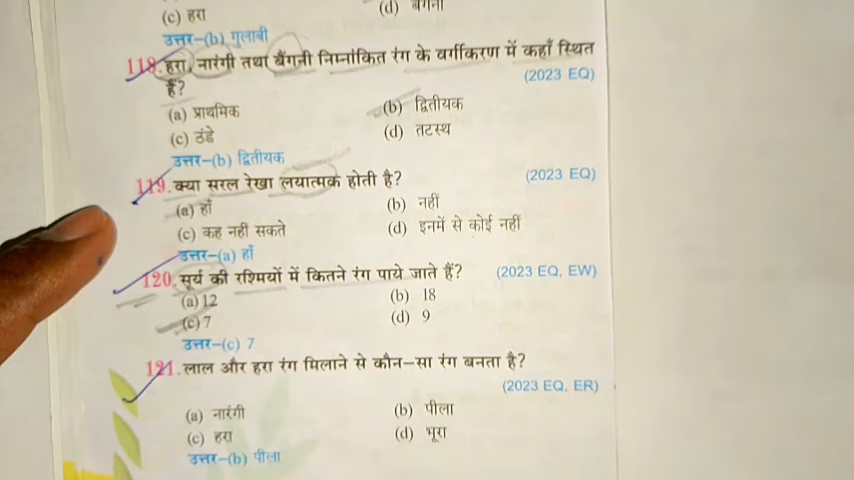 (c) हरा (d) बैंगनी
उत्तर–(b) गुलाबी
118. हरा, नारंगी तथा बैंगनी निम्नांकित रंग के वर्गीकरण में कहाँ स्थित
हैं? (2023 EQ)
(a) प्राथमिक (b) द्वितीयक
(c) ठंडे (d) तटस्थ
उत्तर–(b) द्वितीयक
119. क्या सरल रेखा लयात्मक होती है? (2023 EQ)
(a) हाँ (b) नहीं
(c) कह नहीं सकते (d) इनमें से कोई नहीं
उत्तर–(a) हाँ
120. सूर्य की रश्मियों में कितने रंग पाये जाते हैं? (2023 EQ, EW)
(a) 12 (b) 18
(c) 7 (d) 9
उत्तर–(c) 7
121. लाल और हरा रंग मिलाने से कौन–सा रंग बनता है?
(2023 EQ, ER)
(a) नारंगी (b) पीला
(c) हरा (d) भूरा
उत्तर–(b) पीला